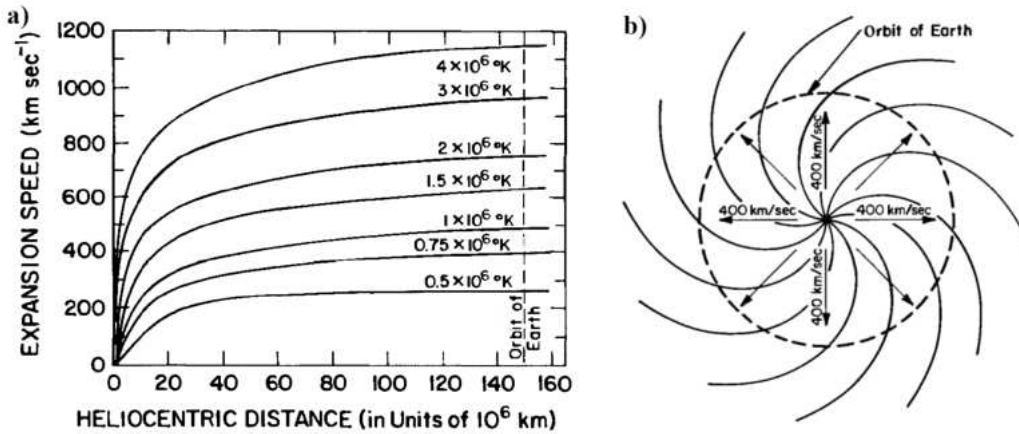 a)
EXPANSION SPEED (km sec⁻¹)
1200
1000
800
600
400
200
0
4×10⁶ °K
3×10⁶ °K
2×10⁶ °K
1.5×10⁶ °K
1×10⁶ °K
0.75×10⁶ °K
0.5×10⁶ °K
Orbit of
Earth
0 20 40 60 80 100 120 140 160
HELIOCENTRIC DISTANCE (in Units of 10⁶ km)
b)
Orbit of Earth
400 km/sec
400 km/sec
400 km/sec
400 km/sec